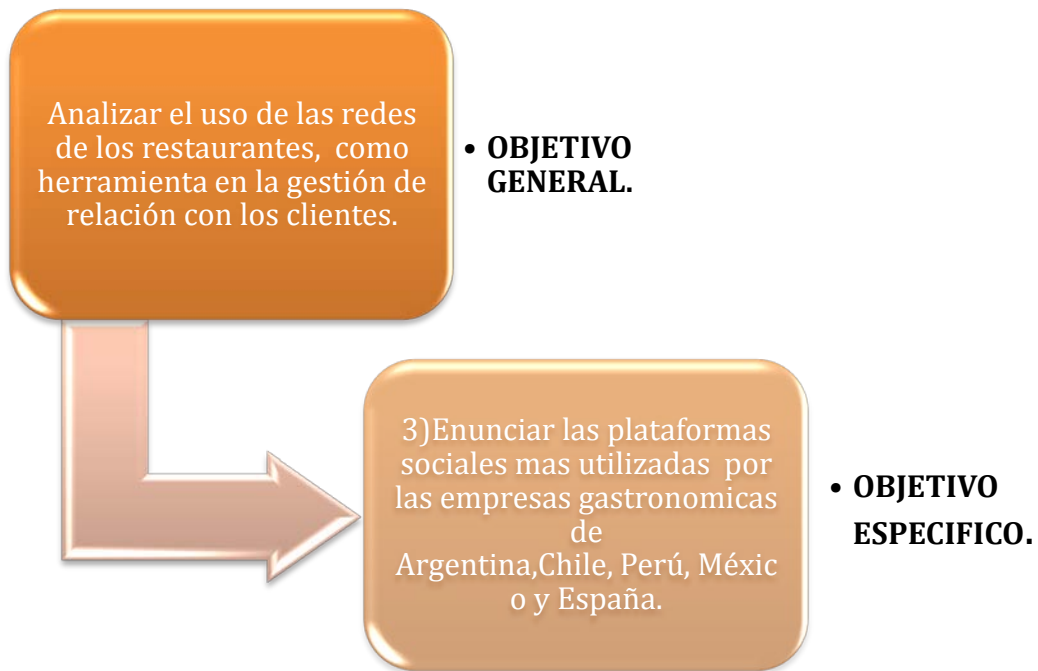 Analizar el uso de las redes
de los restaurantes,  como
herramienta en la gestión de
relación con los clientes.
• OBJETIVO
GENERAL.
3)Enunciar las plataformas
sociales mas utilizadas  por
las empresas gastronomicas
de
Argentina,Chile, Perú, Méxic
o y España.
• OBJETIVO
ESPECIFICO.